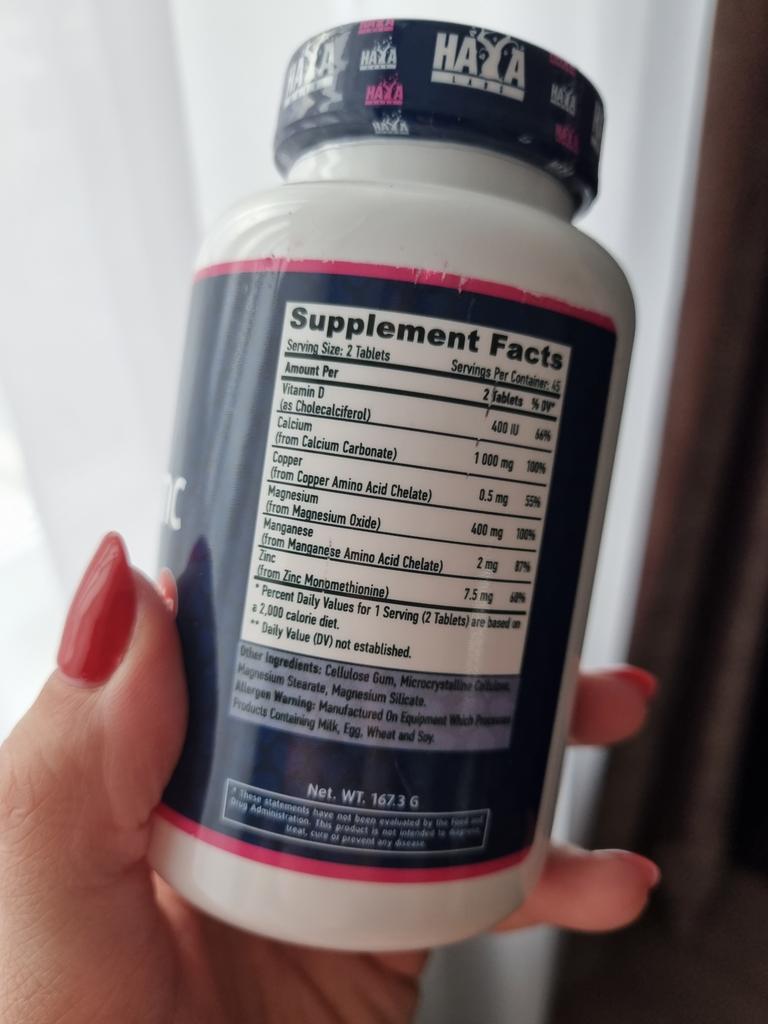 HAYA
HAYA
HAYA
LABS
HAYA
HAYA
HAYA
Supplement Facts
Serving Size: 2 Tablets Servings Per Container: 45
Amount Per 2 Tablets % DV*
Vitamin D
(as Cholecalciferol) 400 IU 66%
Calcium
(from Calcium Carbonate) 1 000 mg 100%
Copper
(from Copper Amino Acid Chelate) 0.5 mg 55%
Magnesium
(from Magnesium Oxide) 400 mg 100%
Manganese
(from Manganese Amino Acid Chelate) 2 mg 87%
Zinc
(from Zinc Monomethionine) 7.5 mg 68%
* Percent Daily Values for 1 Serving (2 Tablets) are based on
a 2,000 calorie diet.
** Daily Value (DV) not established.
Other Ingredients: Cellulose Gum, Microcrystalline Cellulose,
Magnesium Stearate, Magnesium Silicate.
Allergen Warning: Manufactured On Equipment Which Processes
Products Containing Milk, Egg, Wheat and Soy.
Net. WT. 167.3 G
* These statements have not been evaluated by the Food and
Drug Administration. This product is not intended to diagnose,
treat, cure or prevent any disease.